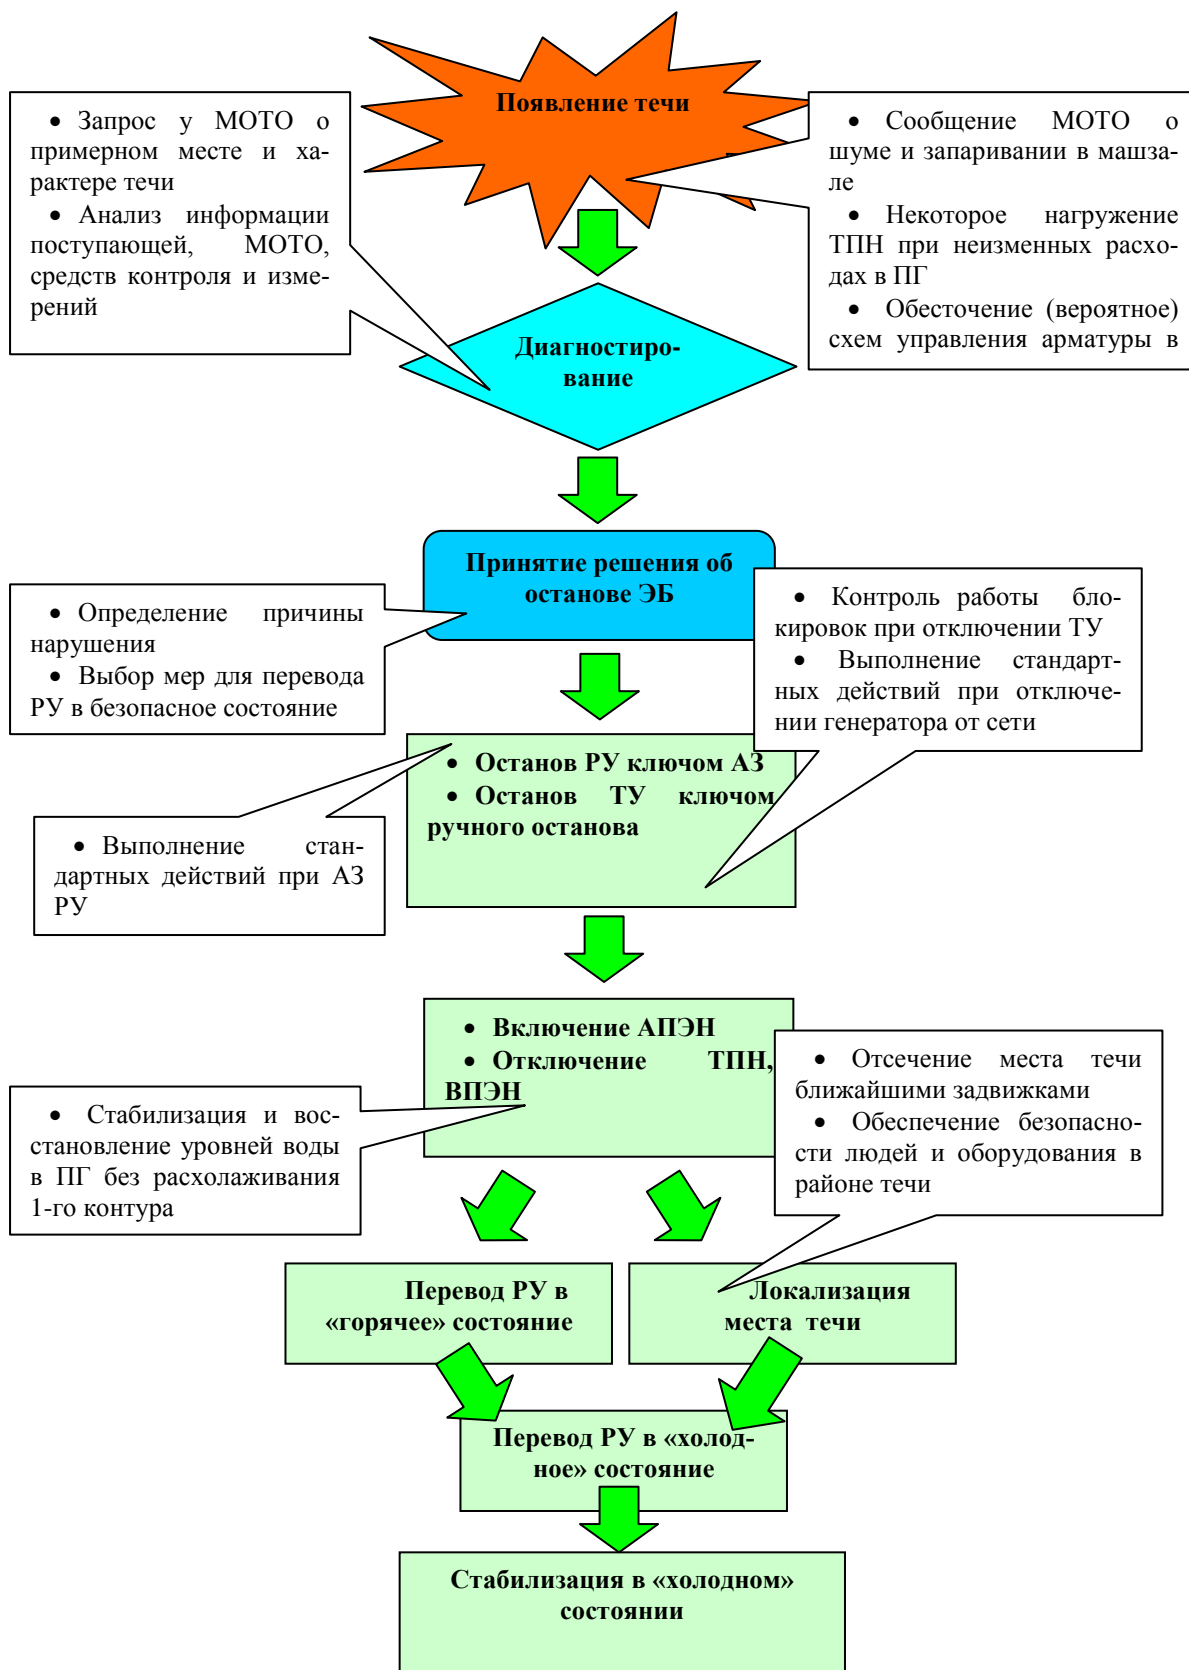 Появление течи
• Запрос у МОТО о
примерном месте и ха-
рактере течи
• Анализ информации
поступающей, МОТО,
средств контроля и изме-
рений
• Сообщение МОТО о
шуме и запаривании в машза-
ле
• Некоторое нагружение
ТПН при неизменных расхо-
дах в ПГ
• Обесточение (вероятное)
схем управления арматуры в
Диагностиро-
вание
Принятие решения об
останове ЭБ
• Определение причины
нарушения
• Выбор мер для перевода
РУ в безопасное состояние
• Контроль работы бло-
кировок при отключении ТУ
• Выполнение стандарт-
ных действий при отключе-
нии генератора от сети
• Останов РУ ключом АЗ
• Останов ТУ ключом
ручного останова
• Выполнение стан-
дартных действий при АЗ
РУ
• Включение АПЭН
• Отключение ТПН,
ВПЭН
• Отсечение места течи
ближайшими задвижками
• Обеспечение безопасно-
сти людей и оборудования в
районе течи
• Стабилизация и вос-
становление уровней воды
в ПГ без расхолаживания
1-го контура
Перевод РУ в
«горячее» состояние
Локализация
места течи
Перевод РУ в «холод-
ное» состояние
Стабилизация в «холодном»
состоянии